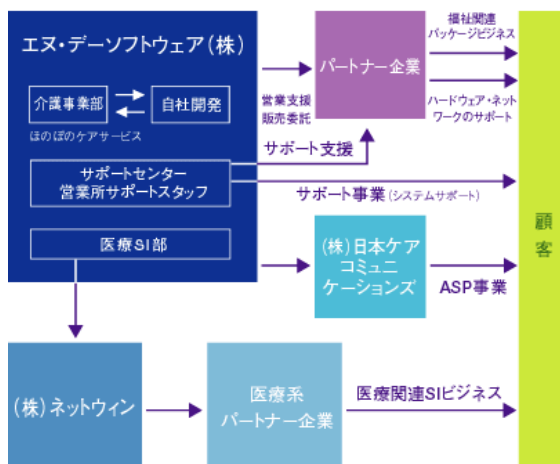 エヌ・デーソフトウェア(株)
介護事業部
自社開発
ほのぼのケアサービス
サポートセンター
営業所サポートスタッフ
医療SI部
営業支援
販売委託
パートナー企業
福祉関連
パッケージビジネス
ハードウェア・ネット
ワークのサポート
サポート支援
サポート事業(システムサポート)
(株)日本ケア
コミュニ
ケーションズ
ASP事業
顧客
(株)ネットウィン
医療系
パートナー企業
医療関連SIビジネス